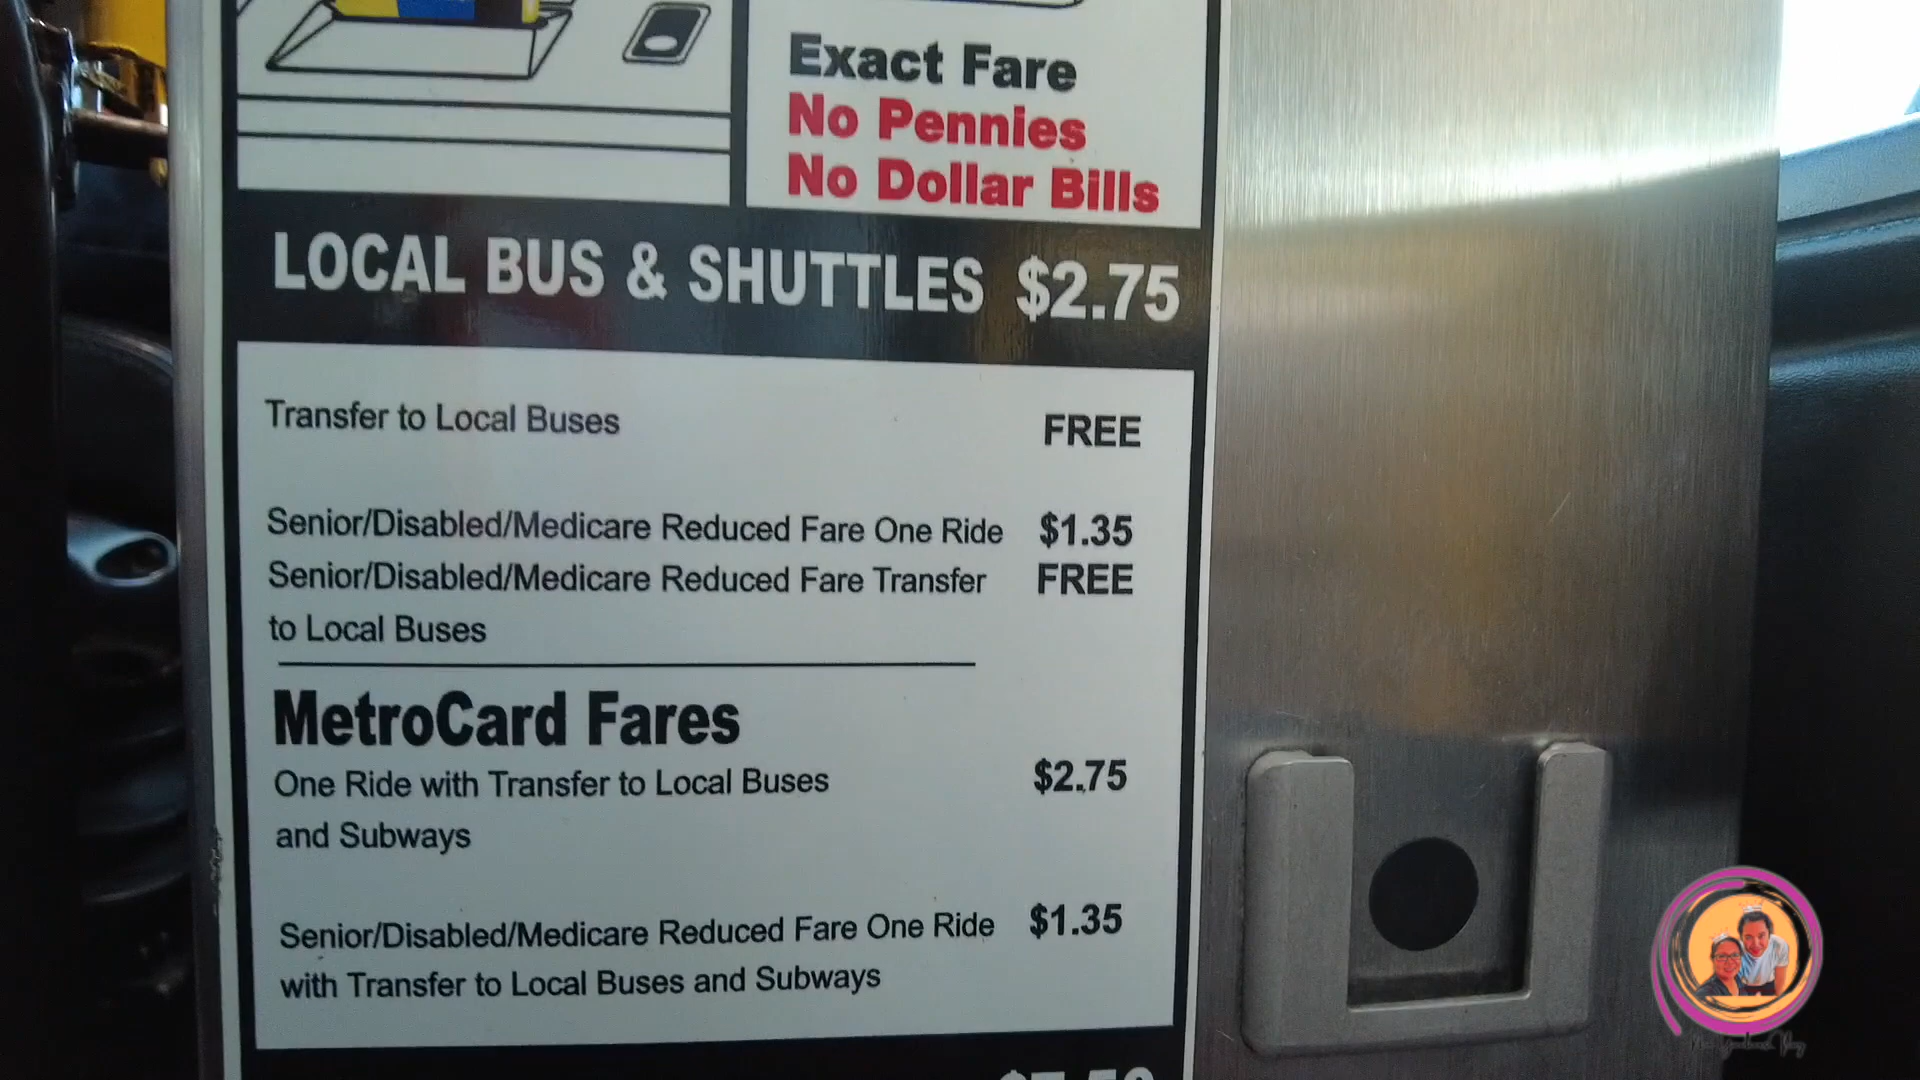 Exact Fare
No Pennies
No Dollar Bills
LOCAL BUS & SHUTTLES $2.75
Transfer to Local Buses FREE
Senior/Disabled/Medicare Reduced Fare One Ride $1.35
Senior/Disabled/Medicare Reduced Fare Transfer FREE
to Local Buses
MetroCard Fares
One Ride with Transfer to Local Buses $2.75
and Subways
Senior/Disabled/Medicare Reduced Fare One Ride $1.35
with Transfer to Local Buses and Subways